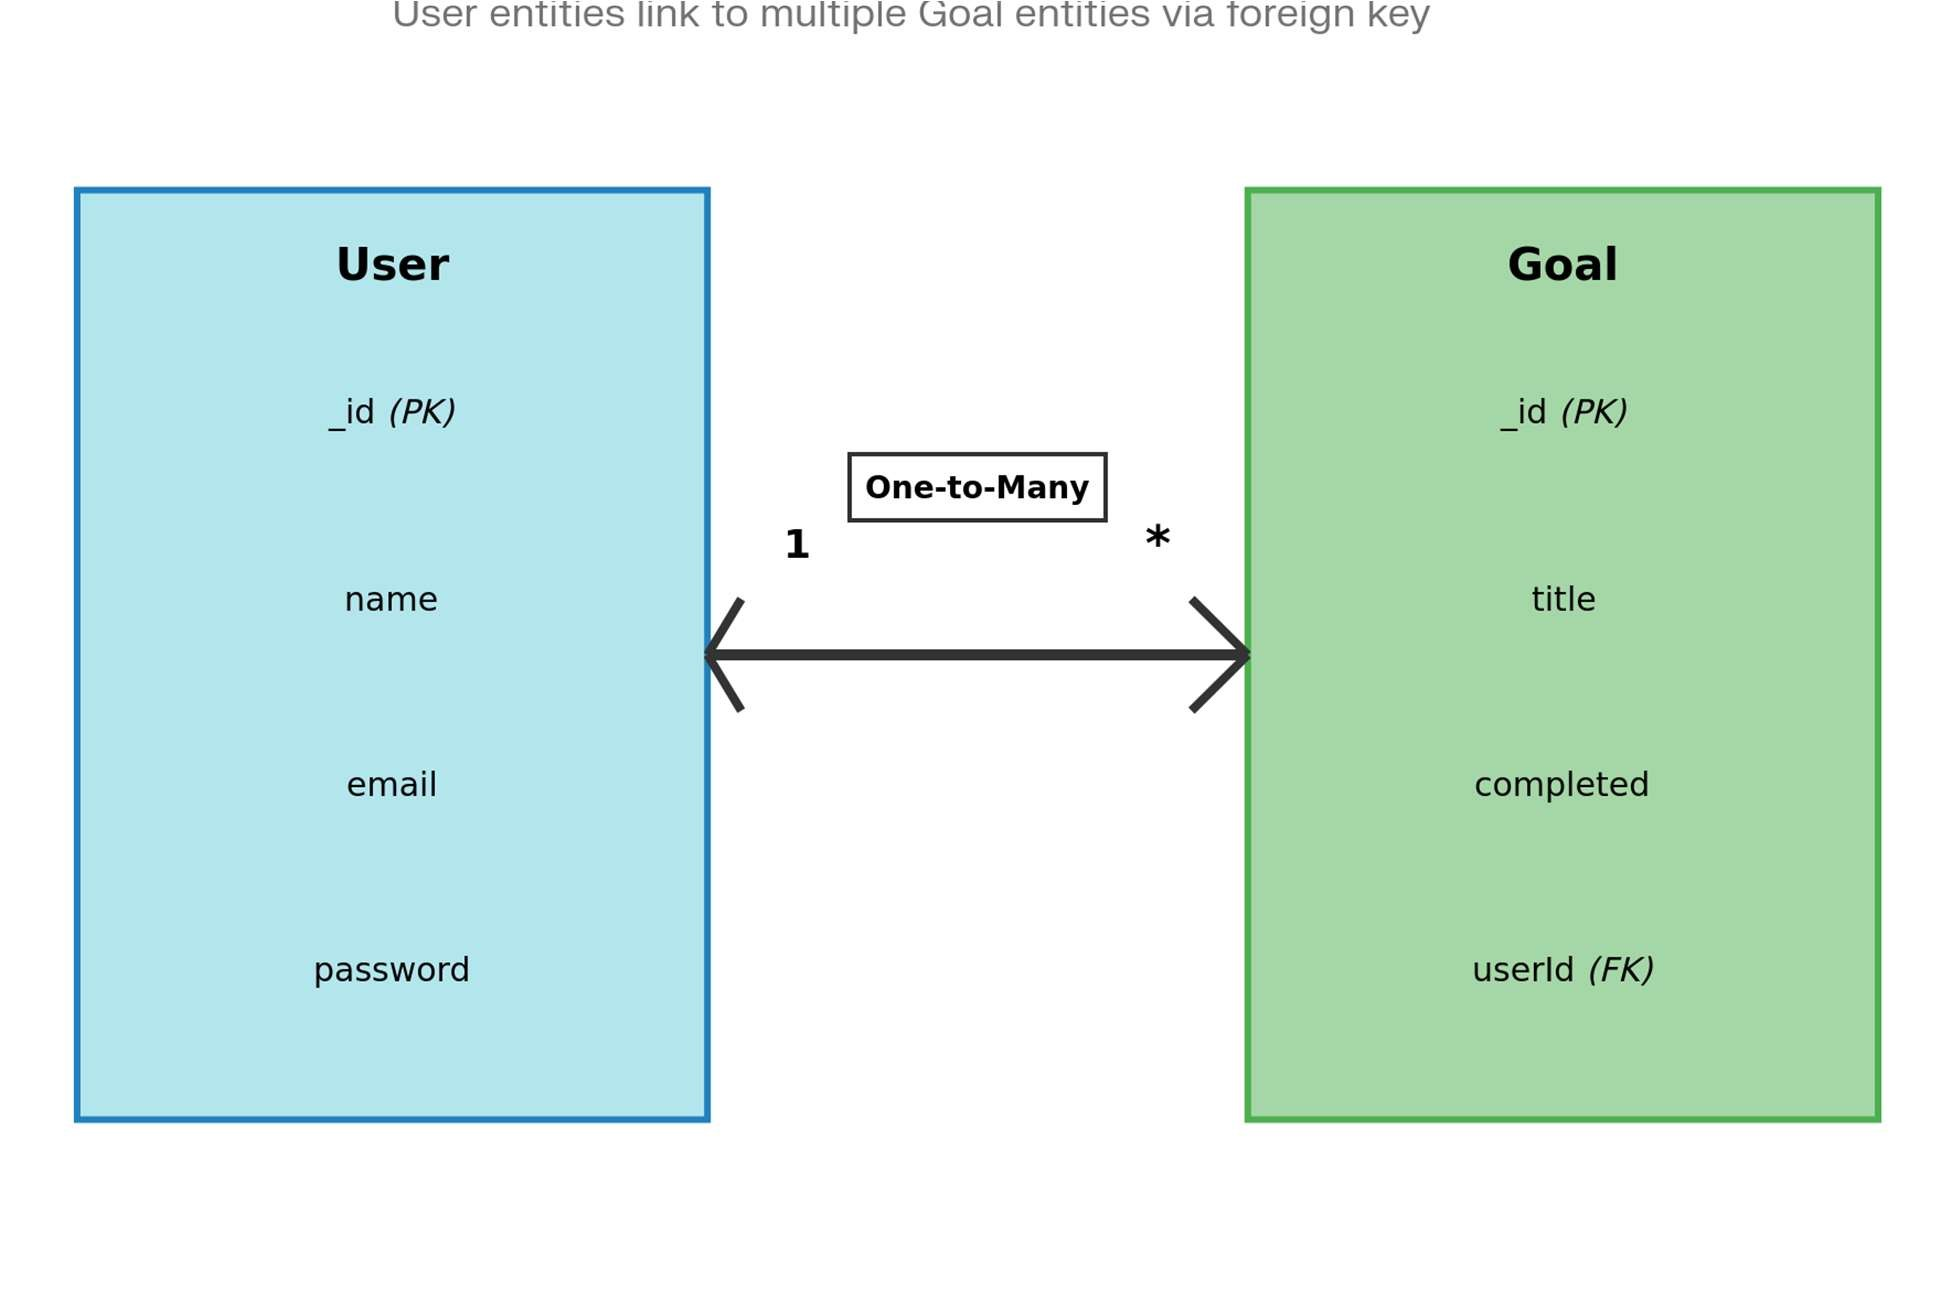 User entities link to multiple Goal entities via foreign key
User
_id (PK)
name
email
password
One-to-Many
1
*
Goal
_id (PK)
title
completed
userId (FK)